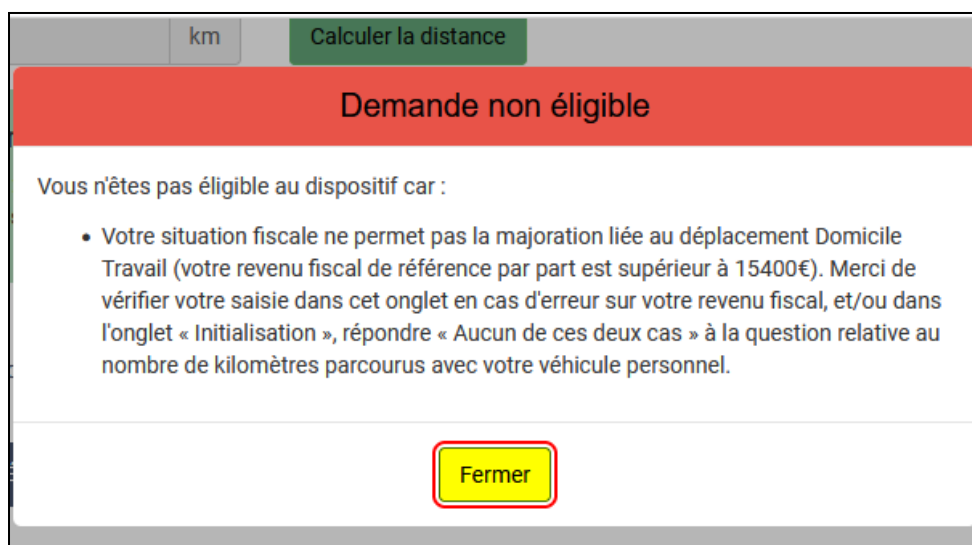 km
Calculer la distance
Demande non éligible
Vous n'êtes pas éligible au dispositif car :
• Votre situation fiscale ne permet pas la majoration liée au déplacement Domicile
Travail (votre revenu fiscal de référence par part est supérieur à 15400€). Merci de
vérifier votre saisie dans cet onglet en cas d'erreur sur votre revenu fiscal, et/ou dans
l'onglet « Initialisation », répondre « Aucun de ces deux cas » à la question relative au
nombre de kilomètres parcourus avec votre véhicule personnel.
Fermer